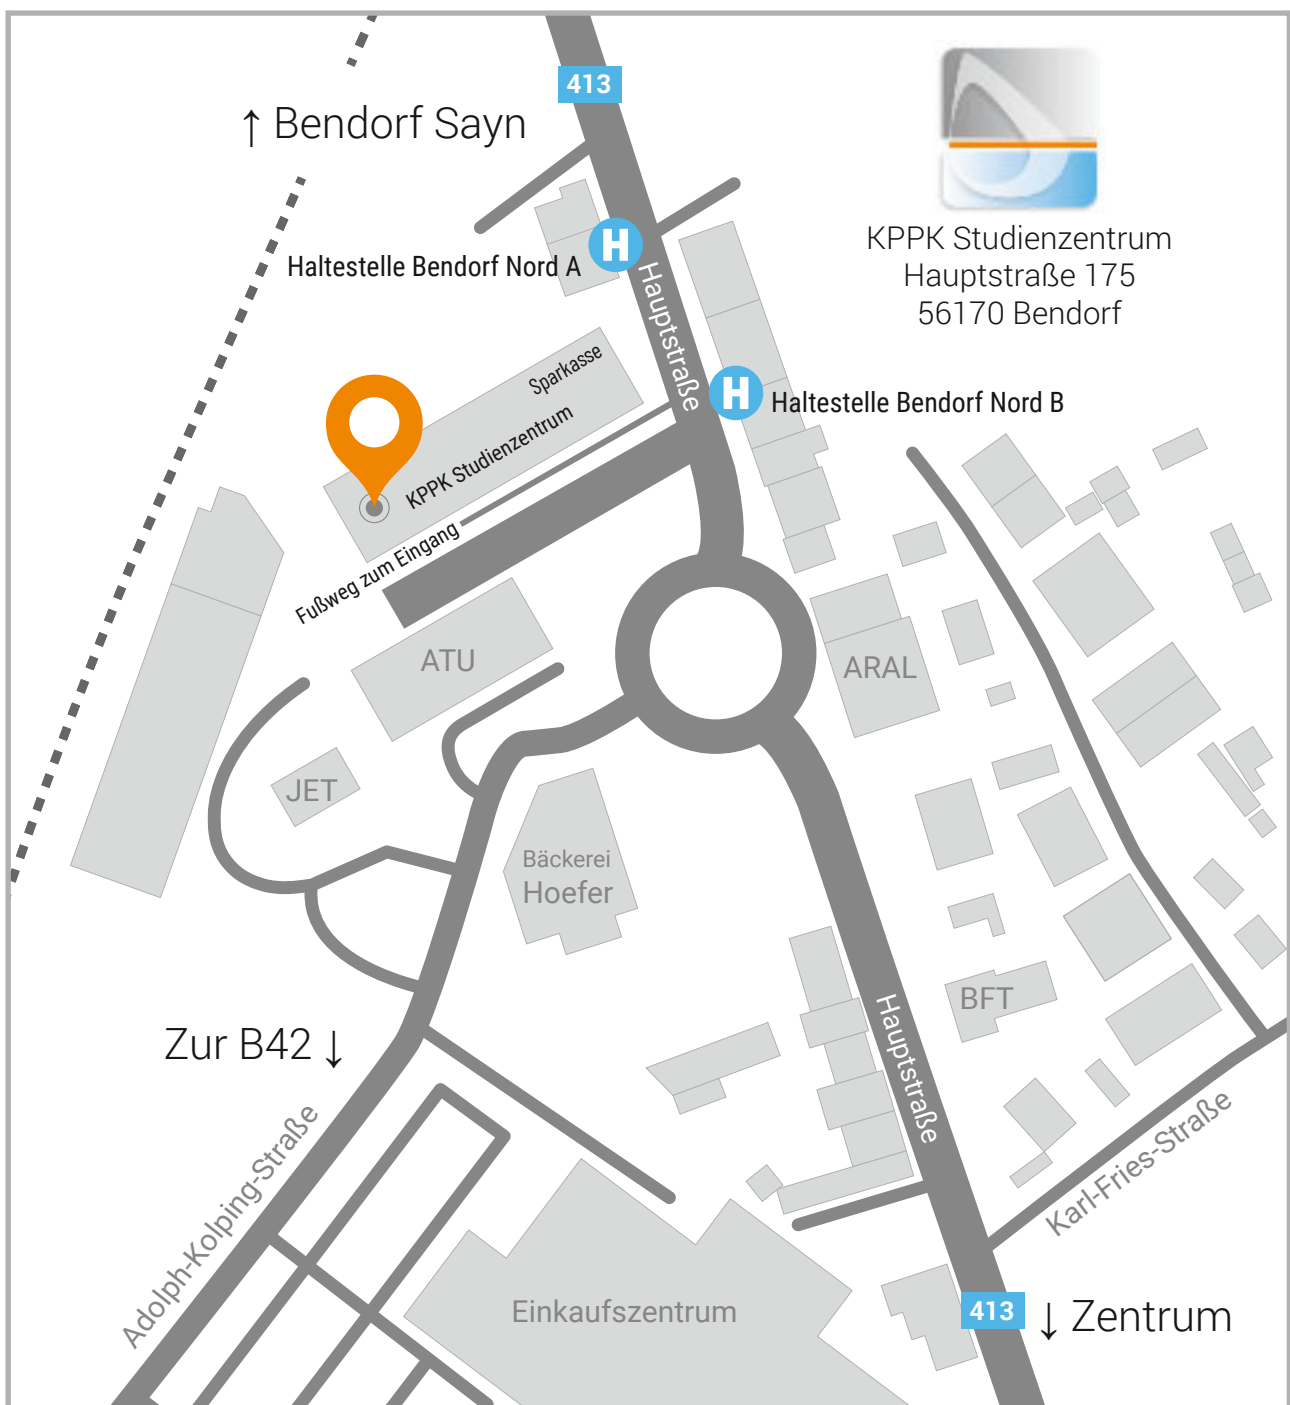 413
↑ Bendorf Sayn
KPPK Studienzentrum
Hauptstraße 175
56170 Bendorf
H
Haltestelle Bendorf Nord A
Hauptstraße
Sparkasse
H
Haltestelle Bendorf Nord B
KPPK Studienzentrum
Fußweg zum Eingang
ATU
ARAL
JET
Bäckerei
Hoefer
BFT
Hauptstraße
Zur B42 ↓
Adolph-Kolping-Straße
Karl-Fries-Straße
Einkaufszentrum
413
↓ Zentrum